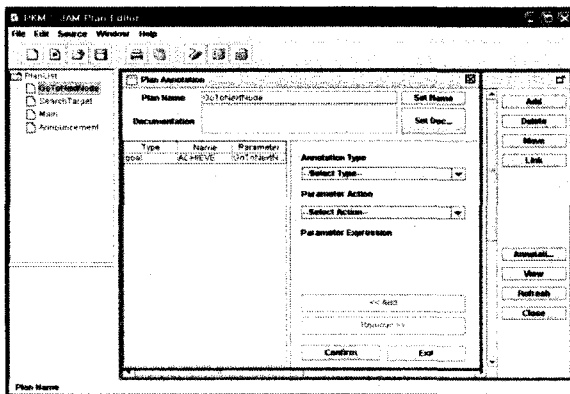 PKM - JAM Plan Editor
File Edit Source Window Help
PlanList
GoToNextNode
SearchTarget
Main
Announcement
Plan Annotation
Plan Name
GoToNextNode
Set Name
Documentation
Set Doc...
Type Name Parameter
goal ACHIEVE GoToNextN
Annotation Type
--Select Type--
Parameter Action
--Select Action--
Parameter Expression
<< Add
Remove >>
Confirm Exit
Add
Delete
Move
Link
Annotati...
View
Refresh
Close
Plan Name